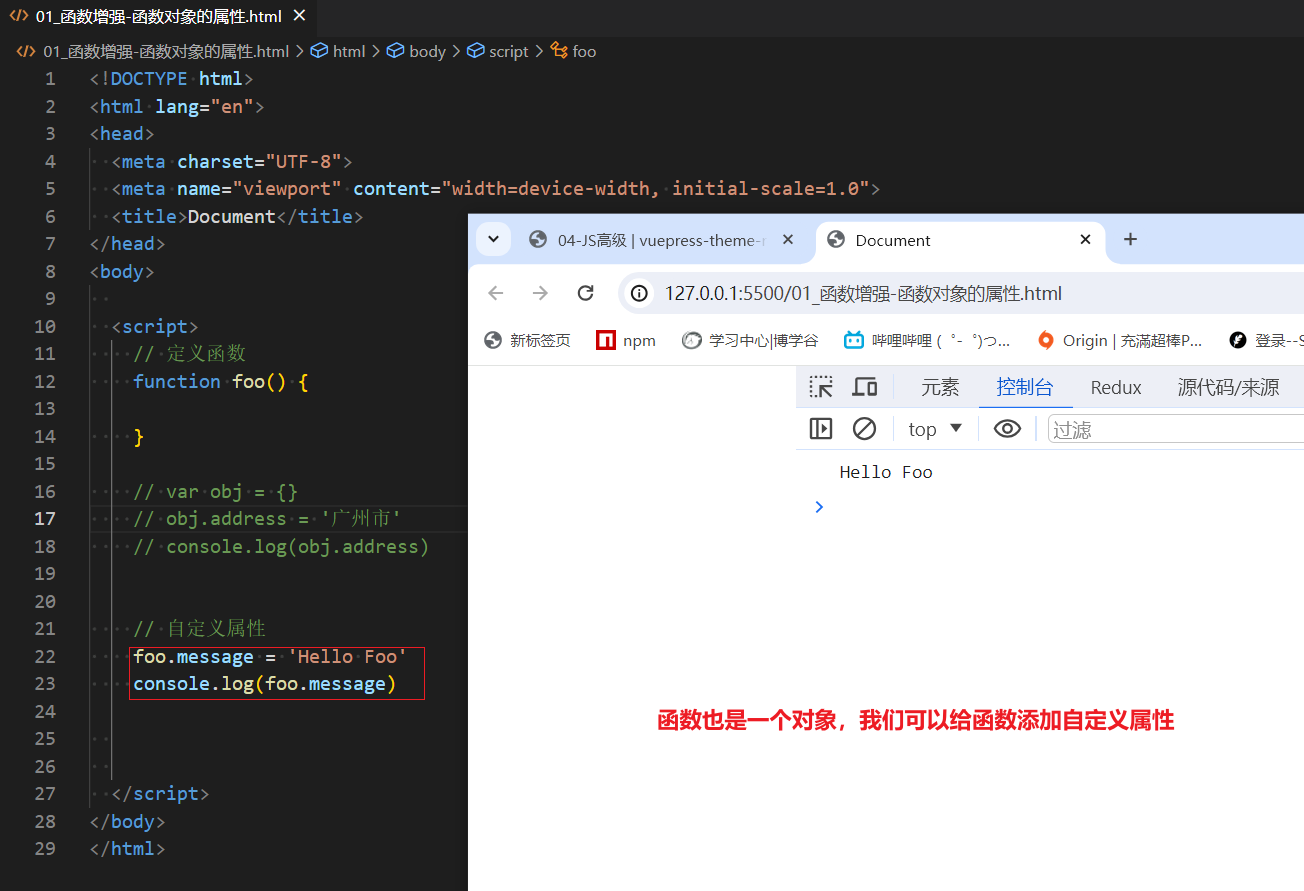 01_函数增强-函数对象的属性.html
01_函数增强-函数对象的属性.html > html > body > script > foo
1 <!DOCTYPE html>
2 <html lang="en">
3 <head>
4 <meta charset="UTF-8">
5 <meta name="viewport" content="width=device-width, initial-scale=1.0">
6 <title>Document</title>
7 </head>
8 <body>
9
10 <script>
11 // 定义函数
12 function foo() {
13
14 }
15
16 // var obj = {}
17 // obj.address = '广州市'
18 // console.log(obj.address)
19
20
21 // 自定义属性
22 foo.message = 'Hello Foo'
23 console.log(foo.message)
24
25
26
27 </script>
28 </body>
29 </html>
04-JS高级 | vuepress-theme-
Document
127.0.0.1:5500/01_函数增强-函数对象的属性.html
新标签页 npm 学习中心|博学谷 哔哩哔哩 (゜-゜)つ... Origin | 充滿超棒P... 登录--S
元素 控制台 Redux 源代码/来源
top 过滤
Hello Foo
函数也是一个对象，我们可以给函数添加自定义属性